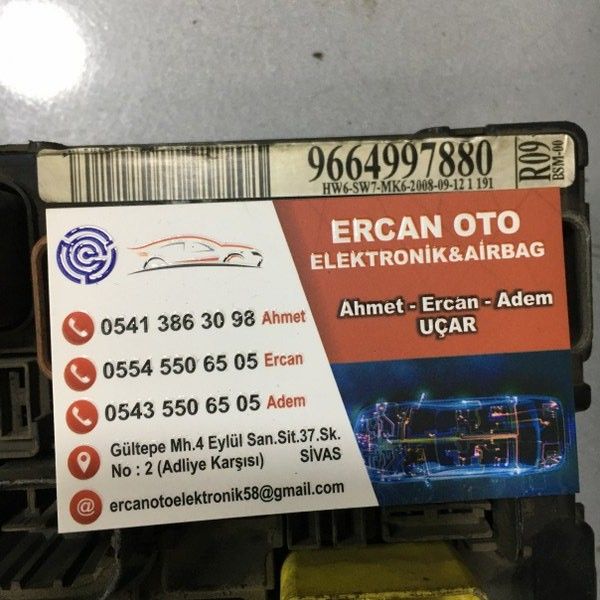 9664997880
HW6-SW7-MK6-2008-09-12 1 191
R09
BSM-00
ERCAN OTO
ELEKTRONİK&AİRBAG
Ahmet - Ercan - Adem
UÇAR
0541 386 30 98 Ahmet
0554 550 65 05 Ercan
0543 550 65 05 Adem
Gültepe Mh.4 Eylül San.Sit.37.Sk.
No : 2 (Adliye Karşısı) SİVAS
ercanotoelektronik58@gmail.com